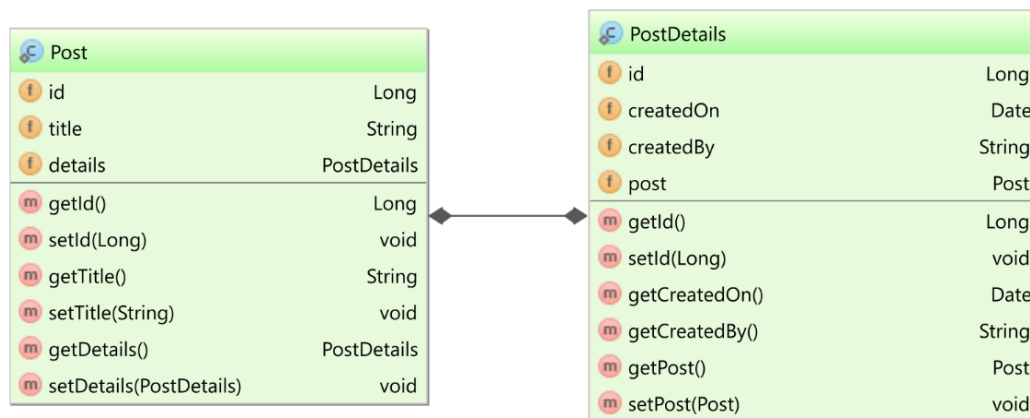 Post
id Long
title String
details PostDetails
getId() Long
setId(Long) void
getTitle() String
setTitle(String) void
getDetails() PostDetails
setDetails(PostDetails) void
PostDetails
id Long
createdOn Date
createdBy String
post Post
getId() Long
setId(Long) void
getCreatedOn() Date
getCreatedBy() String
getPost() Post
setPost(Post) void